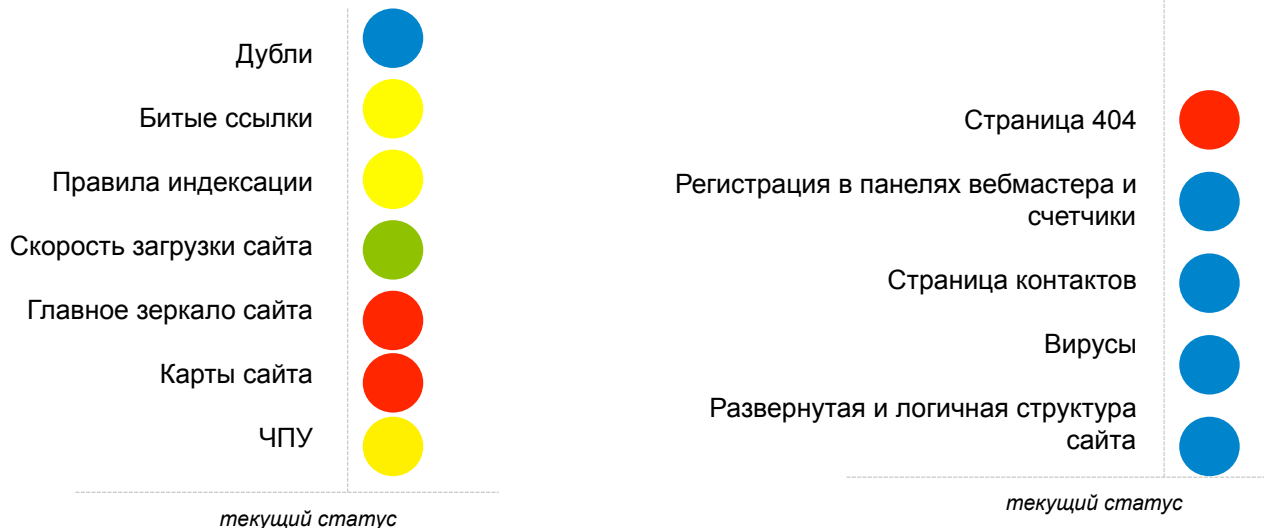 Дубли
Битые ссылки
Правила индексации
Скорость загрузки сайта
Главное зеркало сайта
Карты сайта
ЧПУ
текущий статус
Страница 404
Регистрация в панелях вебмастера и
счетчики
Страница контактов
Вирусы
Развернутая и логичная структура
сайта
текущий статус